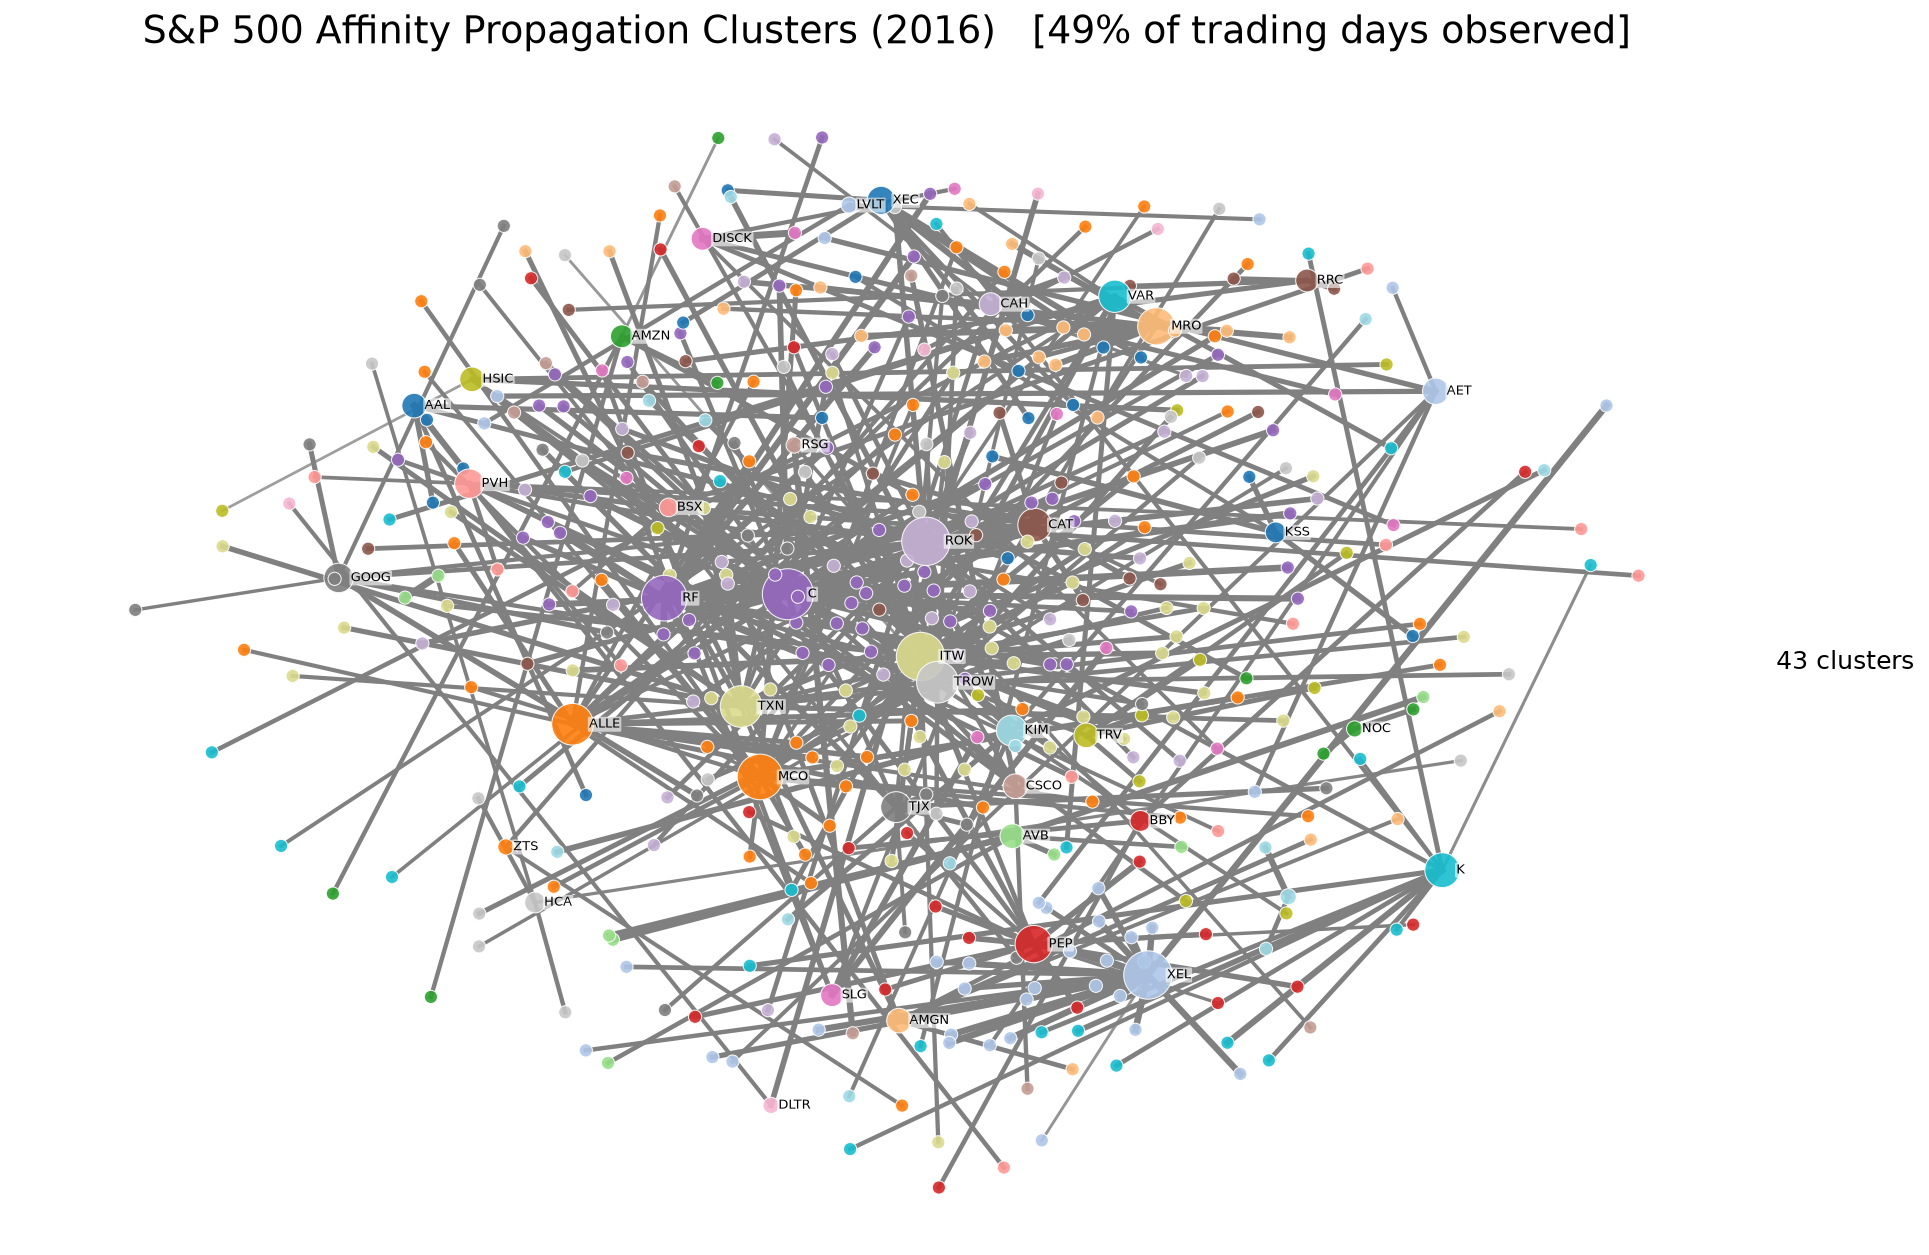 S&P 500 Affinity Propagation Clusters (2016)   [49% of trading days observed]
LVLT
XEC
DISCK
RRC
VAR
CAH
MRO
AMZN
HSIC
AET
AAL
RSG
PVH
BSX
CAT
KSS
ROK
GOOG
RF
C
ITW
43 clusters
TROW
TXN
ALLE
KIM
TRV
NOC
MCO
CSCO
TJX
BBY
AVB
ZTS
K
HCA
PEP
XEL
SLG
AMGN
DLTR